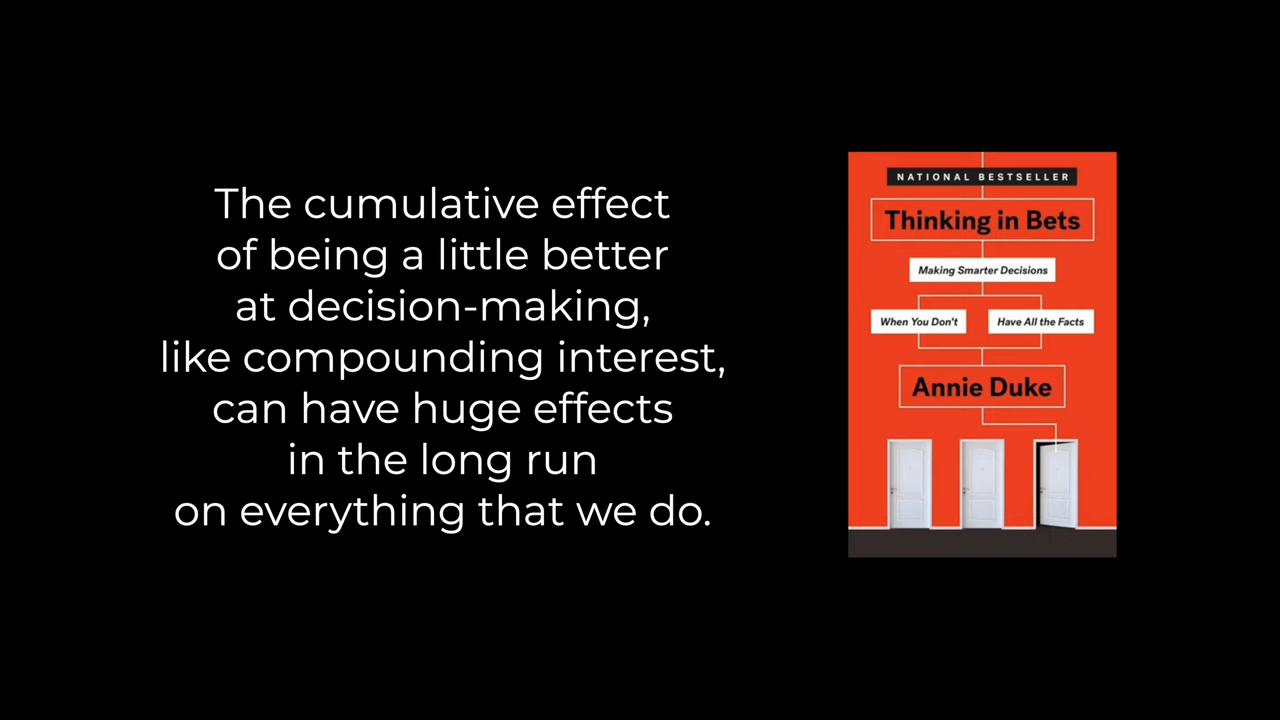 The cumulative effect
of being a little better
at decision-making,
like compounding interest,
can have huge effects
in the long run
on everything that we do.
NATIONAL BESTSELLER
Thinking in Bets
Making Smarter Decisions
When You Don't
Have All the Facts
Annie Duke